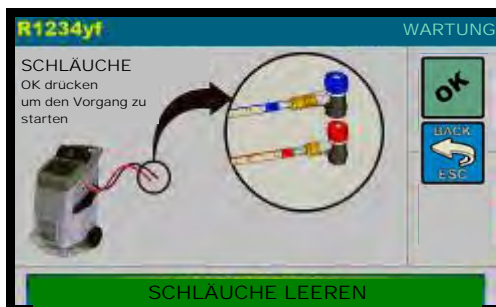 R1234yf
WARTUNG
SCHLÄUCHE
OK drücken
um den Vorgang zu
starten
OK
BACK
ESC
SCHLÄUCHE LEEREN